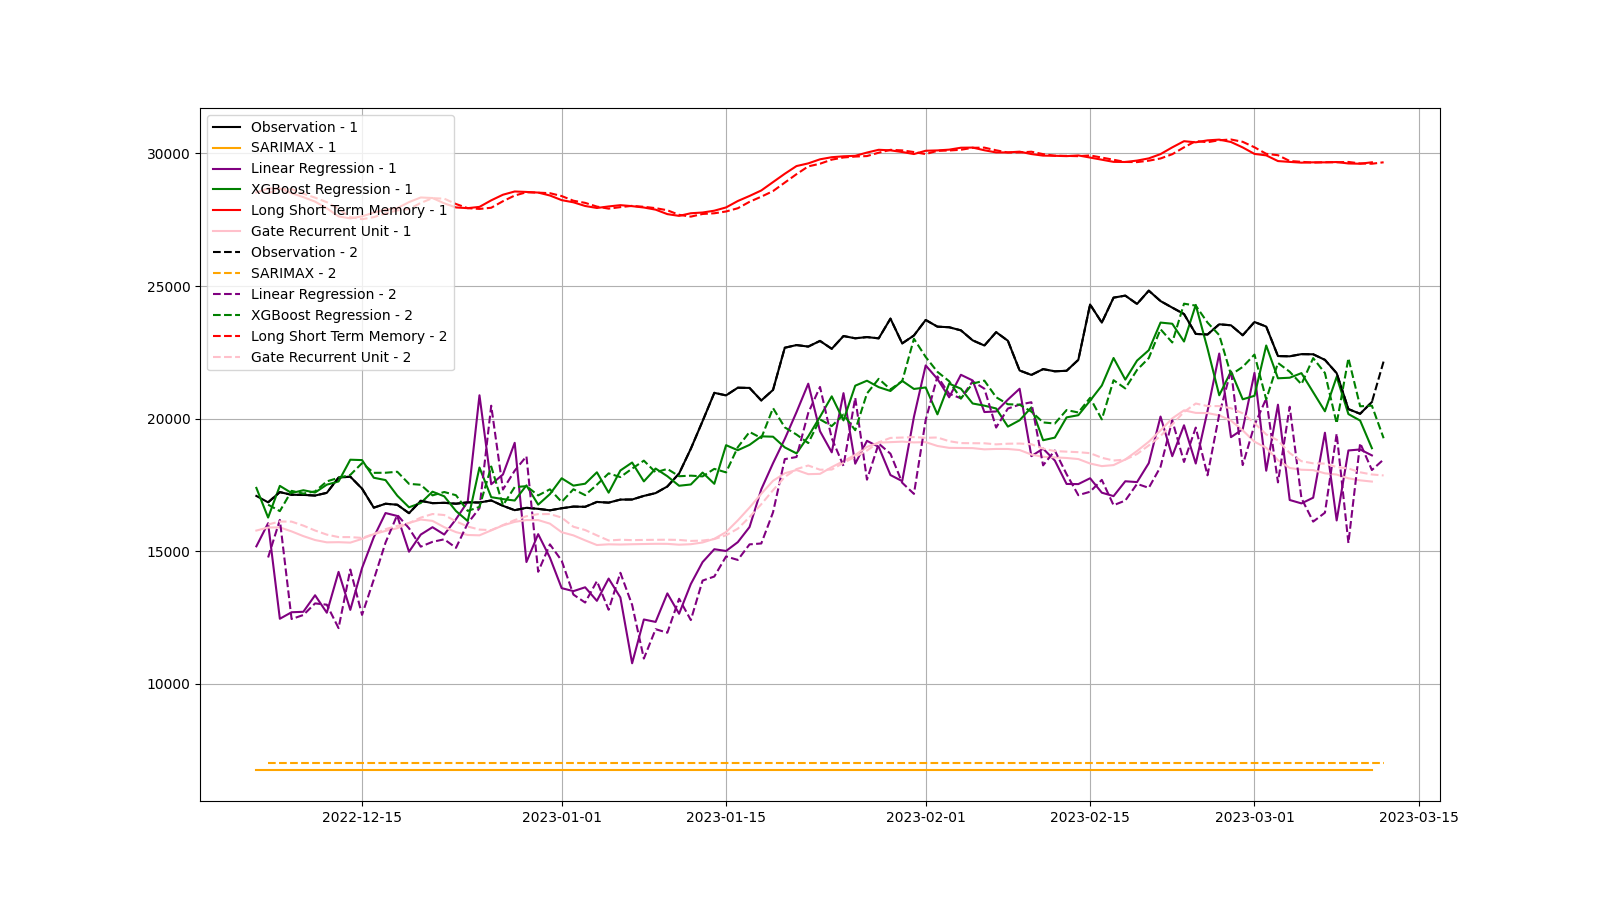 Observation - 1
SARIMAX - 1
Linear Regression - 1
XGBoost Regression - 1
Long Short Term Memory - 1
Gate Recurrent Unit - 1
Observation - 2
SARIMAX - 2
Linear Regression - 2
XGBoost Regression - 2
Long Short Term Memory - 2
Gate Recurrent Unit - 2
30000
25000
20000
15000
10000
2022-12-15 2023-01-01 2023-01-15 2023-02-01 2023-02-15 2023-03-01 2023-03-15